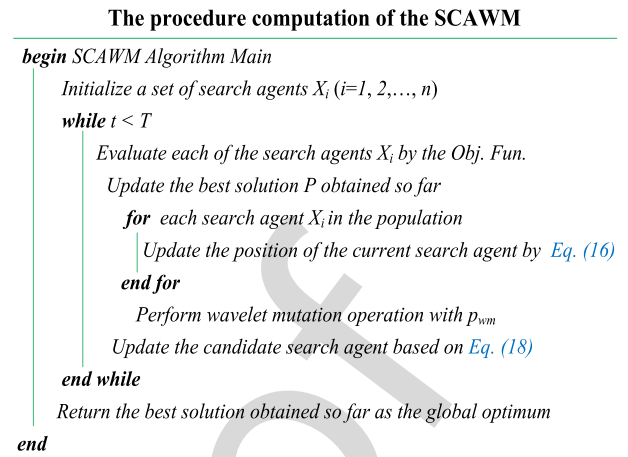 The procedure computation of the SCAWM
begin SCAWM Algorithm Main
Initialize a set of search agents Xi (i=1, 2,…, n)
while t < T
Evaluate each of the search agents Xi by the Obj. Fun.
Update the best solution P obtained so far
for each search agent Xi in the population
Update the position of the current search agent by Eq. (16)
end for
Perform wavelet mutation operation with pwm
Update the candidate search agent based on Eq. (18)
end while
Return the best solution obtained so far as the global optimum
end